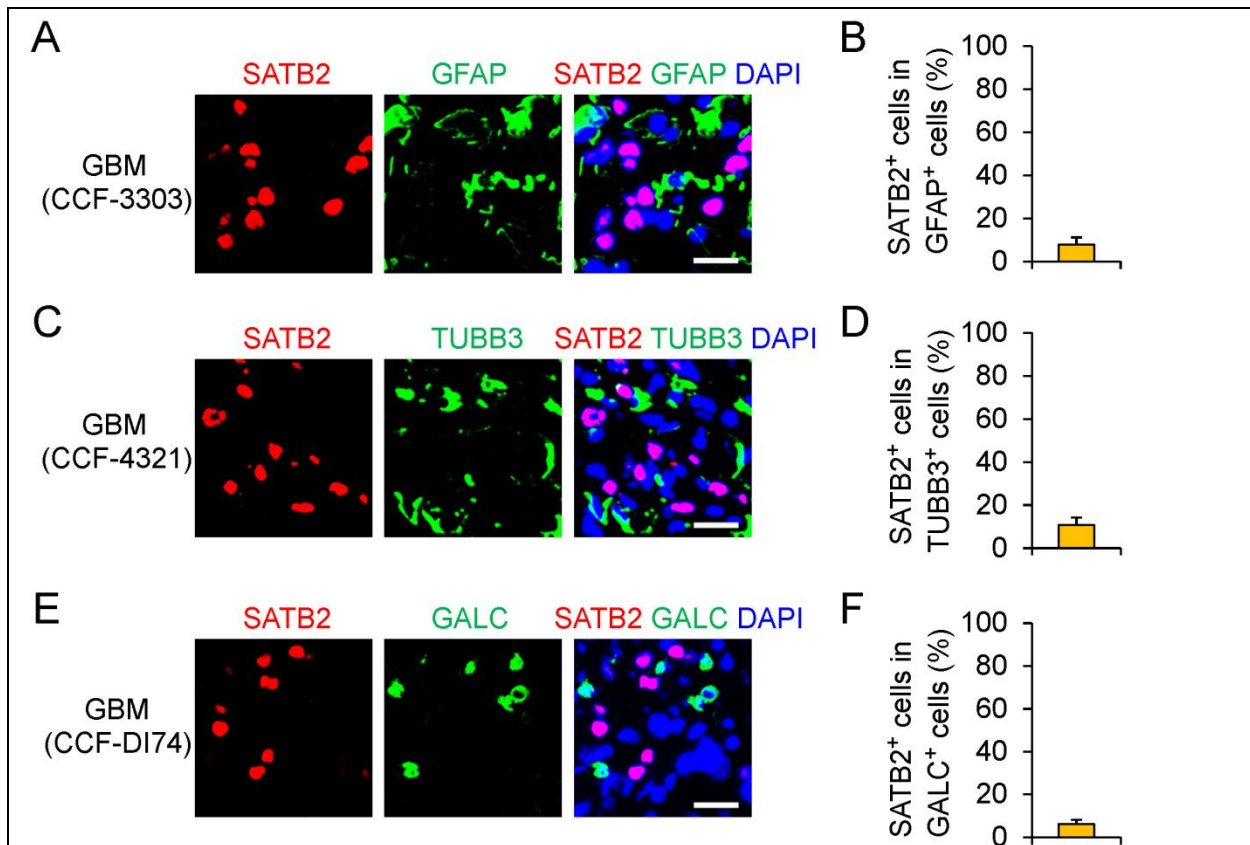 A
SATB2 GFAP SATB2 GFAP DAPI
GBM
(CCF-3303)
B
SATB2⁺ cells in
GFAP⁺ cells (%)
100
80
60
40
20
0
C
SATB2 TUBB3 SATB2 TUBB3 DAPI
GBM
(CCF-4321)
D
SATB2⁺ cells in
TUBB3⁺ cells (%)
100
80
60
40
20
0
E
SATB2 GALC SATB2 GALC DAPI
GBM
(CCF-DI74)
F
SATB2⁺ cells in
GALC⁺ cells (%)
100
80
60
40
20
0